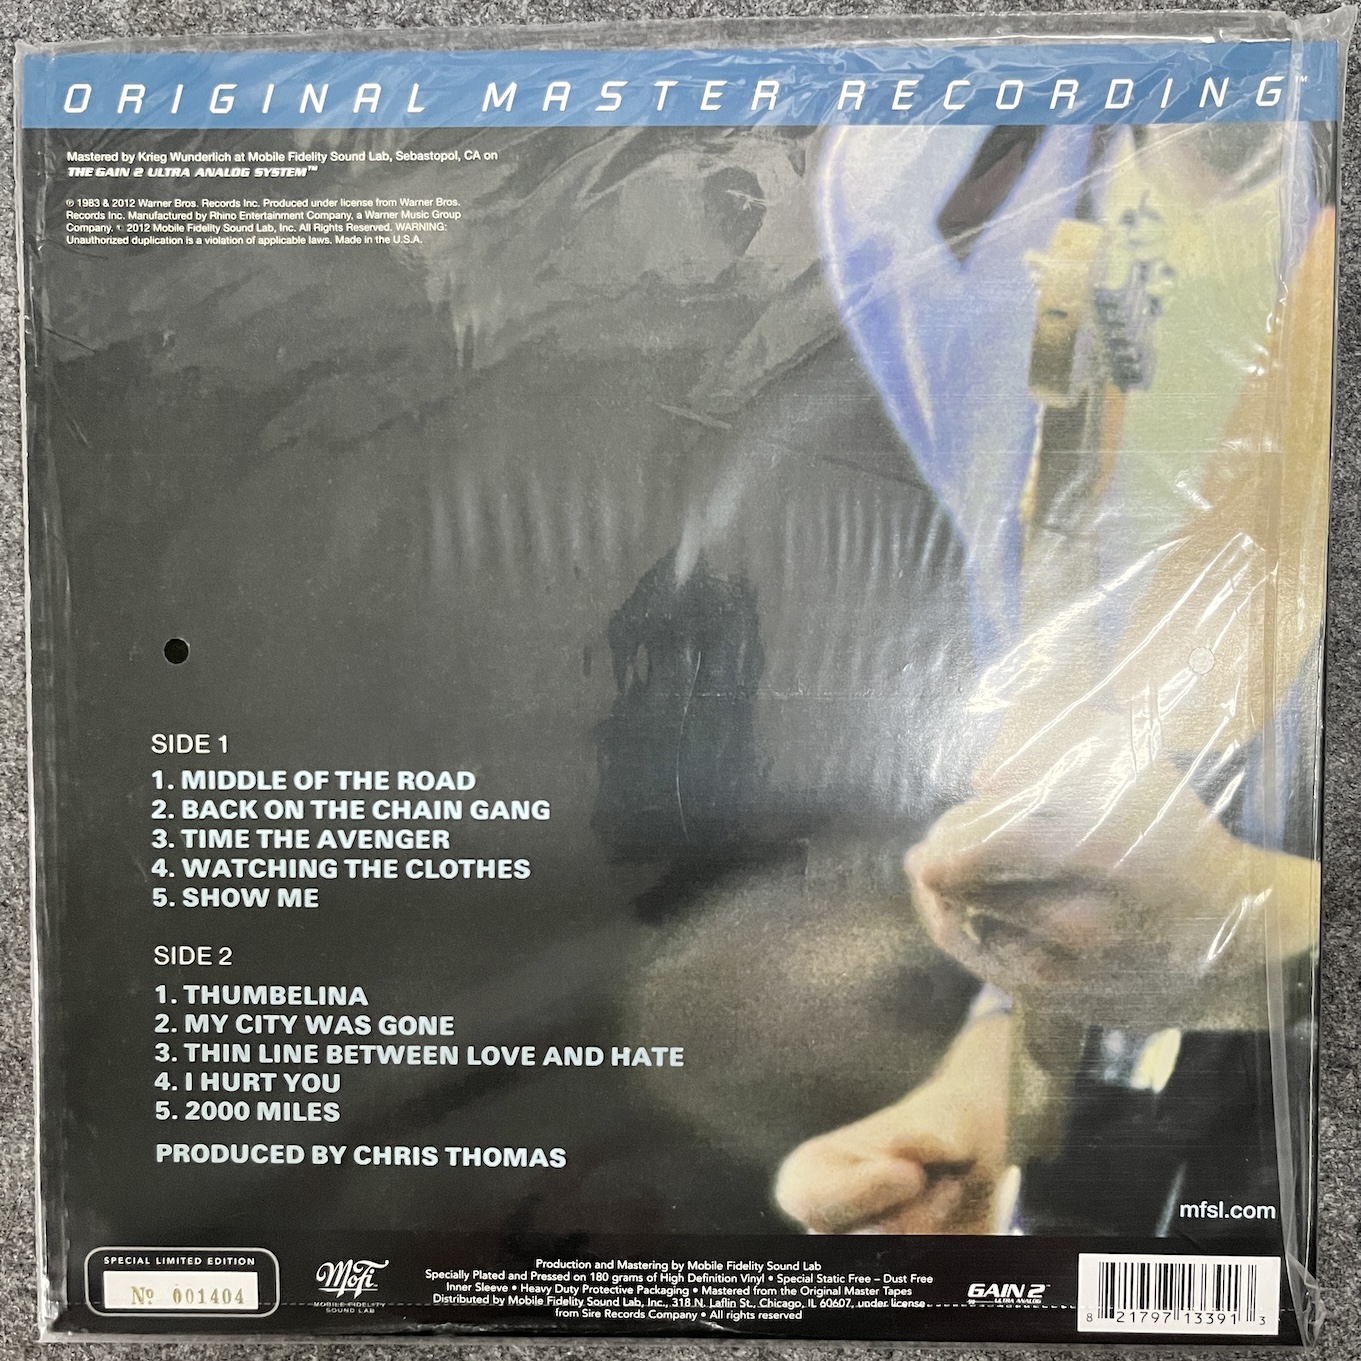 ORIGINAL MASTER RECORDING™
Mastered by Krieg Wunderlich at Mobile Fidelity Sound Lab, Sebastopol, CA on
THE GAIN 2 ULTRA ANALOG SYSTEM™
℗ 1983 & 2012 Warner Bros. Records Inc. Produced under license from Warner Bros.
Records Inc. Manufactured by Rhino Entertainment Company, a Warner Music Group
Company. © 2012 Mobile Fidelity Sound Lab, Inc. All Rights Reserved. WARNING:
Unauthorized duplication is a violation of applicable laws. Made in the U.S.A.
SIDE 1
1. MIDDLE OF THE ROAD
2. BACK ON THE CHAIN GANG
3. TIME THE AVENGER
4. WATCHING THE CLOTHES
5. SHOW ME
SIDE 2
1. THUMBELINA
2. MY CITY WAS GONE
3. THIN LINE BETWEEN LOVE AND HATE
4. I HURT YOU
5. 2000 MILES
PRODUCED BY CHRIS THOMAS
mfsl.com
SPECIAL LIMITED EDITION
Nº 001404
MoFi
MOBILE FIDELITY
SOUND LAB
Production and Mastering by Mobile Fidelity Sound Lab
Specially Plated and Pressed on 180 grams of High Definition Vinyl • Special Static Free – Dust Free
Inner Sleeve • Heavy Duty Protective Packaging • Mastered from the Original Master Tapes
Distributed by Mobile Fidelity Sound Lab, Inc., 318 N. Laflin St., Chicago, IL 60607, under license
from Sire Records Company • All rights reserved
GAIN 2™
ULTRA ANALOG
8 21797 13391 3